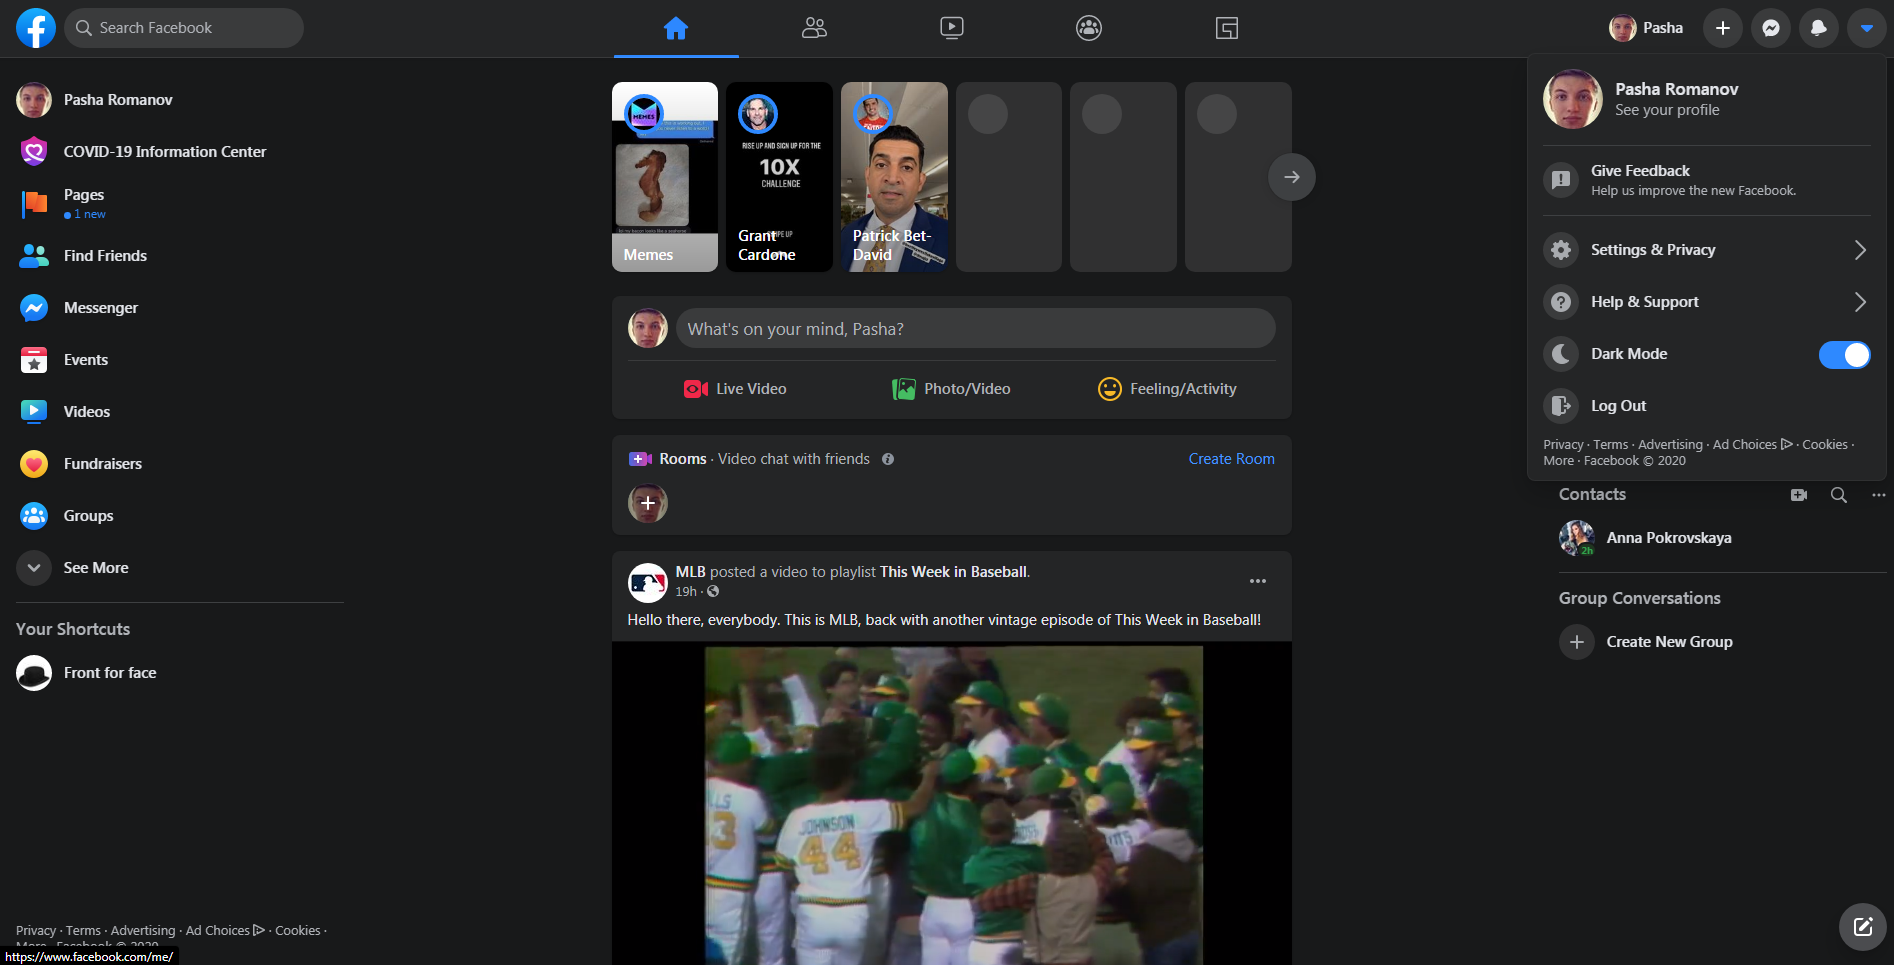 Search Facebook
Pasha
Pasha Romanov
COVID-19 Information Center
Pages
1 new
Find Friends
Messenger
Events
Videos
Fundraisers
Groups
See More
Your Shortcuts
Front for face
Privacy · Terms · Advertising · Ad Choices · Cookies ·
More · Facebook © 2020
https://www.facebook.com/me/
MEMES
Memes
RISE UP AND SIGN UP FOR THE
10X
CHALLENGE
Grant
Cardone
Patrick Bet-
David
What's on your mind, Pasha?
Live Video
Photo/Video
Feeling/Activity
Rooms · Video chat with friends
Create Room
MLB posted a video to playlist This Week in Baseball.
19h ·
Hello there, everybody. This is MLB, back with another vintage episode of This Week in Baseball!
JOHNSON
44
3
Pasha Romanov
See your profile
Give Feedback
Help us improve the new Facebook.
Settings & Privacy
Help & Support
Dark Mode
Log Out
Privacy · Terms · Advertising · Ad Choices · Cookies ·
More · Facebook © 2020
Contacts
2h
Anna Pokrovskaya
Group Conversations
Create New Group